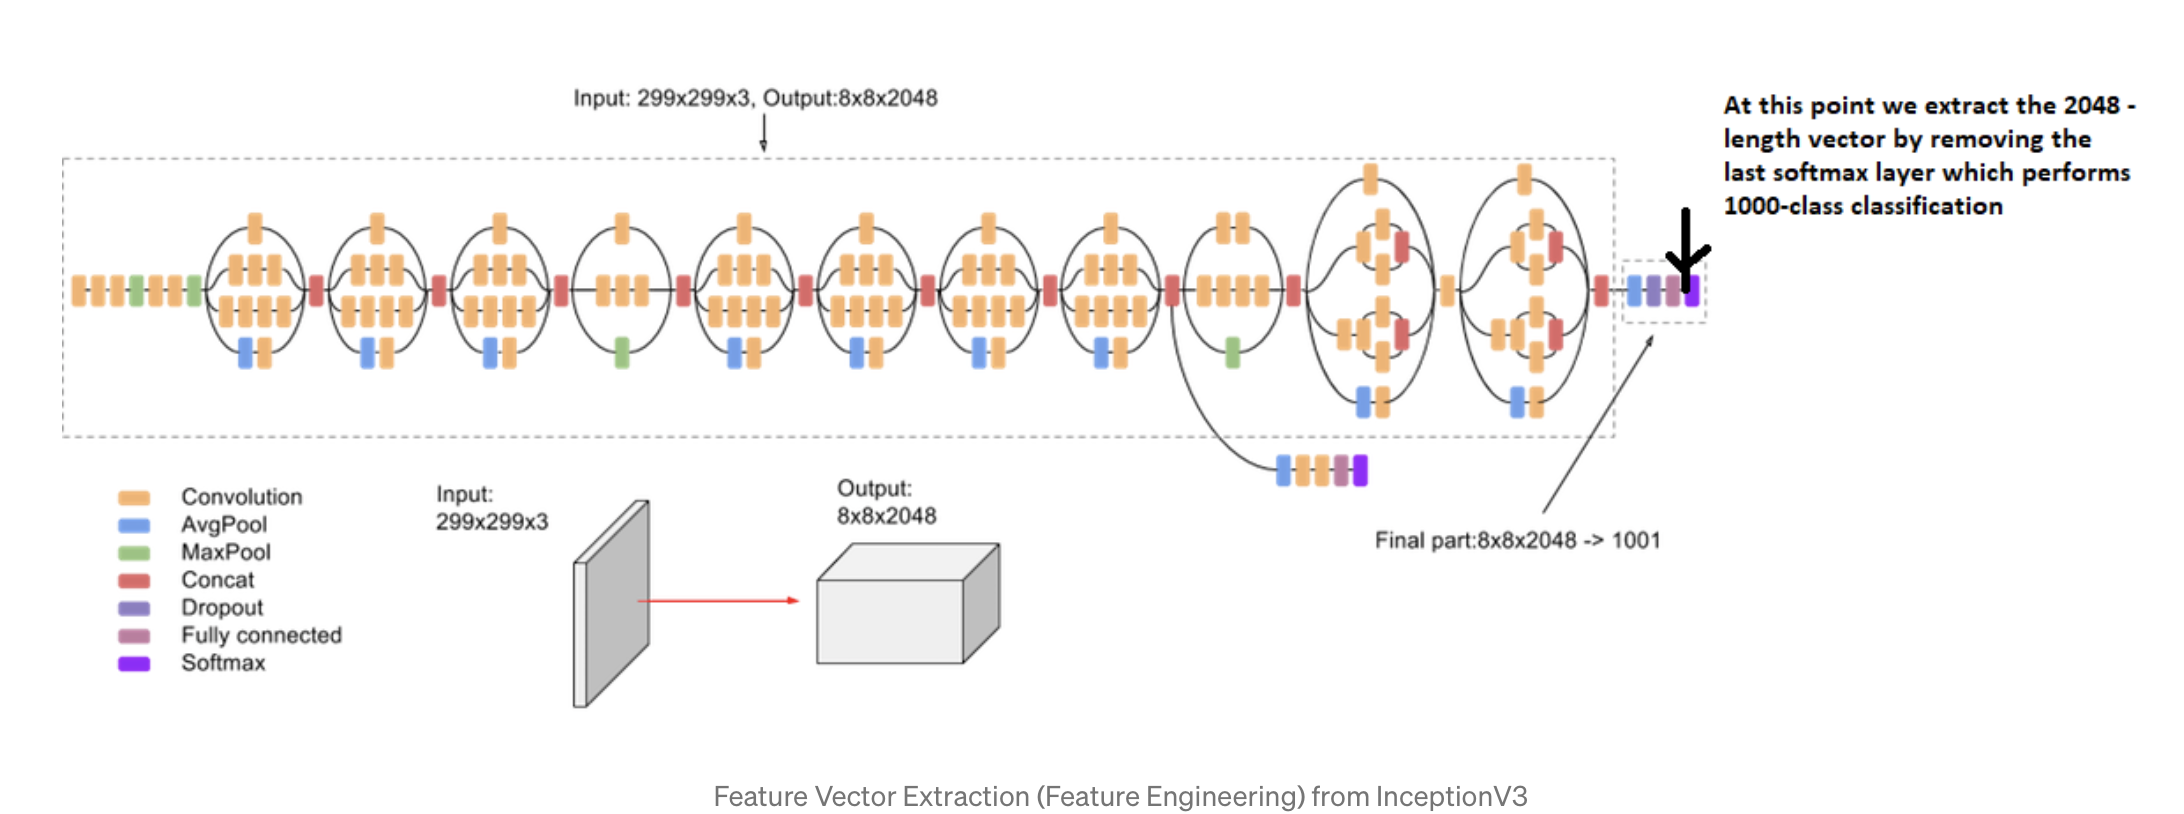 Input: 299x299x3, Output:8x8x2048
At this point we extract the 2048 -
length vector by removing the
last softmax layer which performs
1000-class classification
Convolution
AvgPool
MaxPool
Concat
Dropout
Fully connected
Softmax
Input:
299x299x3
Output:
8x8x2048
Final part:8x8x2048 -> 1001
Feature Vector Extraction (Feature Engineering) from InceptionV3